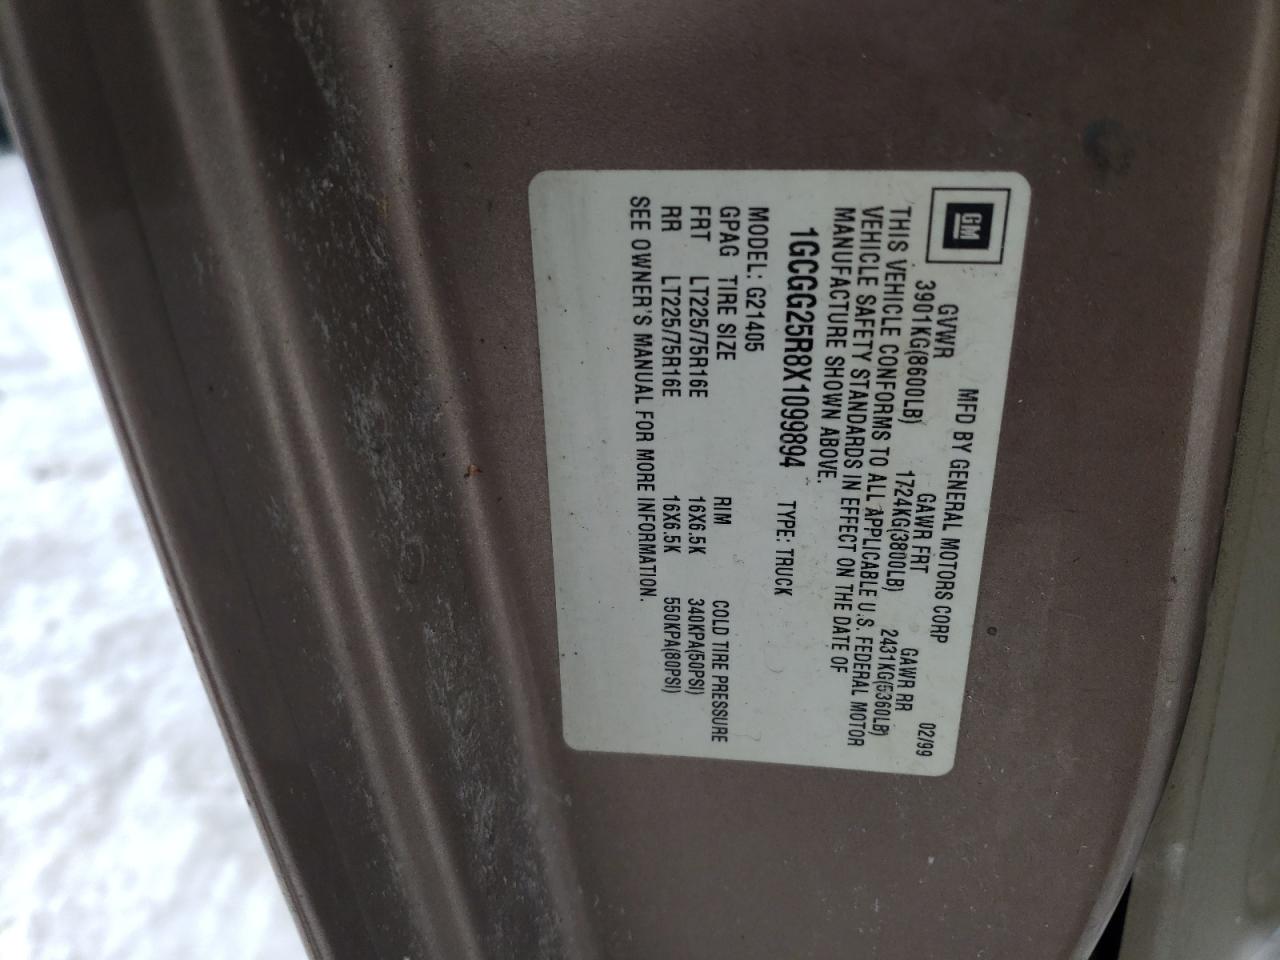 GM
MFD BY GENERAL MOTORS CORP 02/99
GVWR GAWR FRT GAWR RR
3901KG(8600LB) 1724KG(3800LB) 2431KG(5360LB)
THIS VEHICLE CONFORMS TO ALL APPLICABLE U.S. FEDERAL MOTOR
VEHICLE SAFETY STANDARDS IN EFFECT ON THE DATE OF
MANUFACTURE SHOWN ABOVE.
1GCGG25R8X1099894 TYPE: TRUCK
MODEL: G21405
GPAG TIRE SIZE RIM COLD TIRE PRESSURE
FRT LT225/75R16E 16X6.5K 340KPA(50PSI)
RR LT225/75R16E 16X6.5K 550KPA(80PSI)
SEE OWNER'S MANUAL FOR MORE INFORMATION.